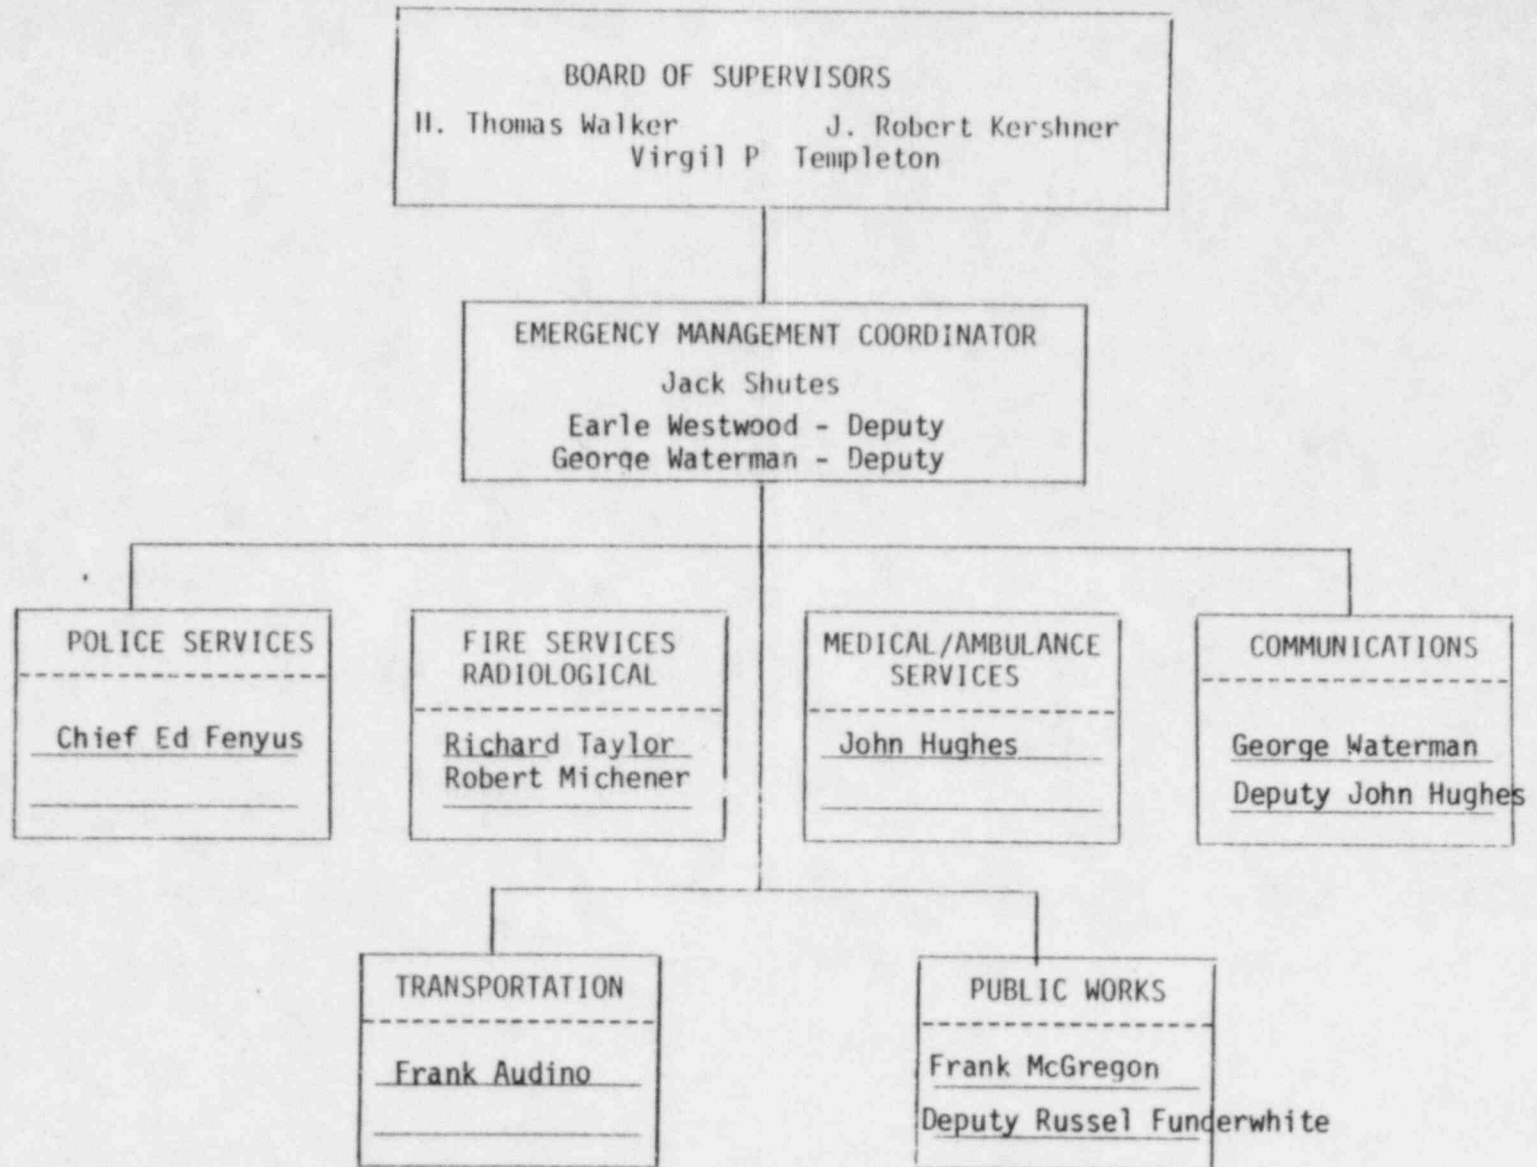 BOARD OF SUPERVISORS
H. Thomas Walker J. Robert Kershner
Virgil P Templeton
EMERGENCY MANAGEMENT COORDINATOR
Jack Shutes
Earle Westwood - Deputy
George Waterman - Deputy
POLICE SERVICES
Chief Ed Fenyus
FIRE SERVICES
RADIOLOGICAL
Richard Taylor
Robert Michener
MEDICAL/AMBULANCE
SERVICES
John Hughes
COMMUNICATIONS
George Waterman
Deputy John Hughes
TRANSPORTATION
Frank Audino
PUBLIC WORKS
Frank McGregon
Deputy Russel Funderwhite